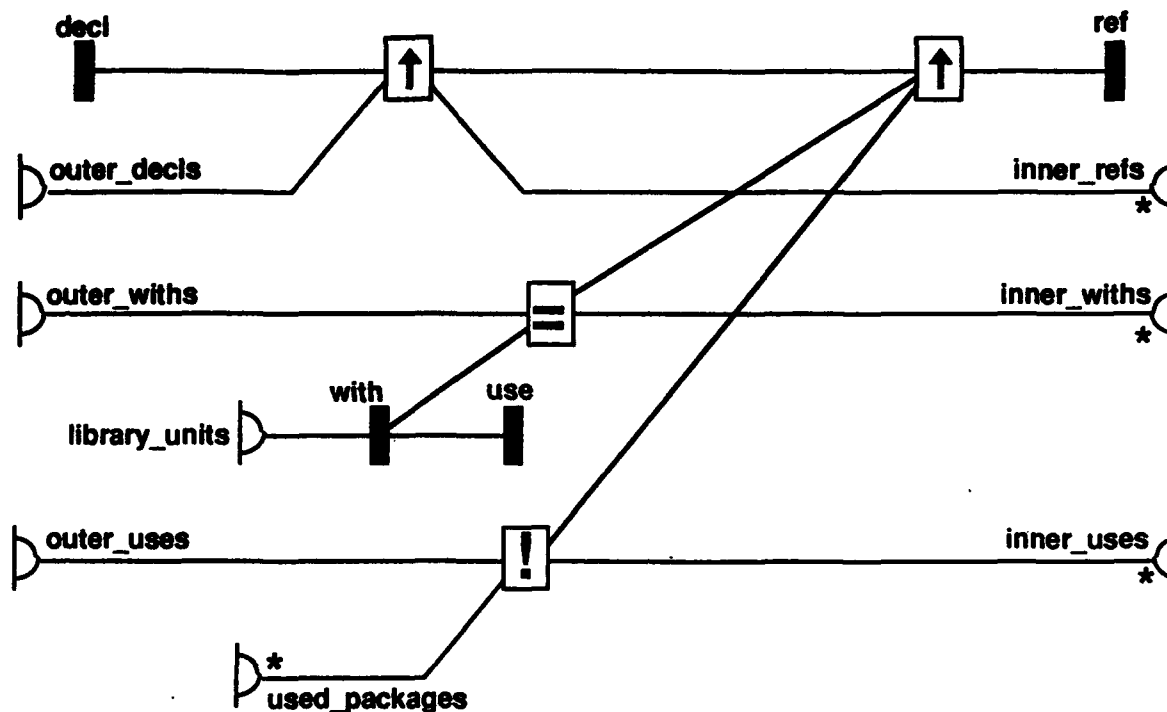 decl
ref
↑
↑
outer_decls
inner_refs
*
outer_withs
=
inner_withs
*
with
use
library_units
outer_uses
!
inner_uses
*
*
used_packages